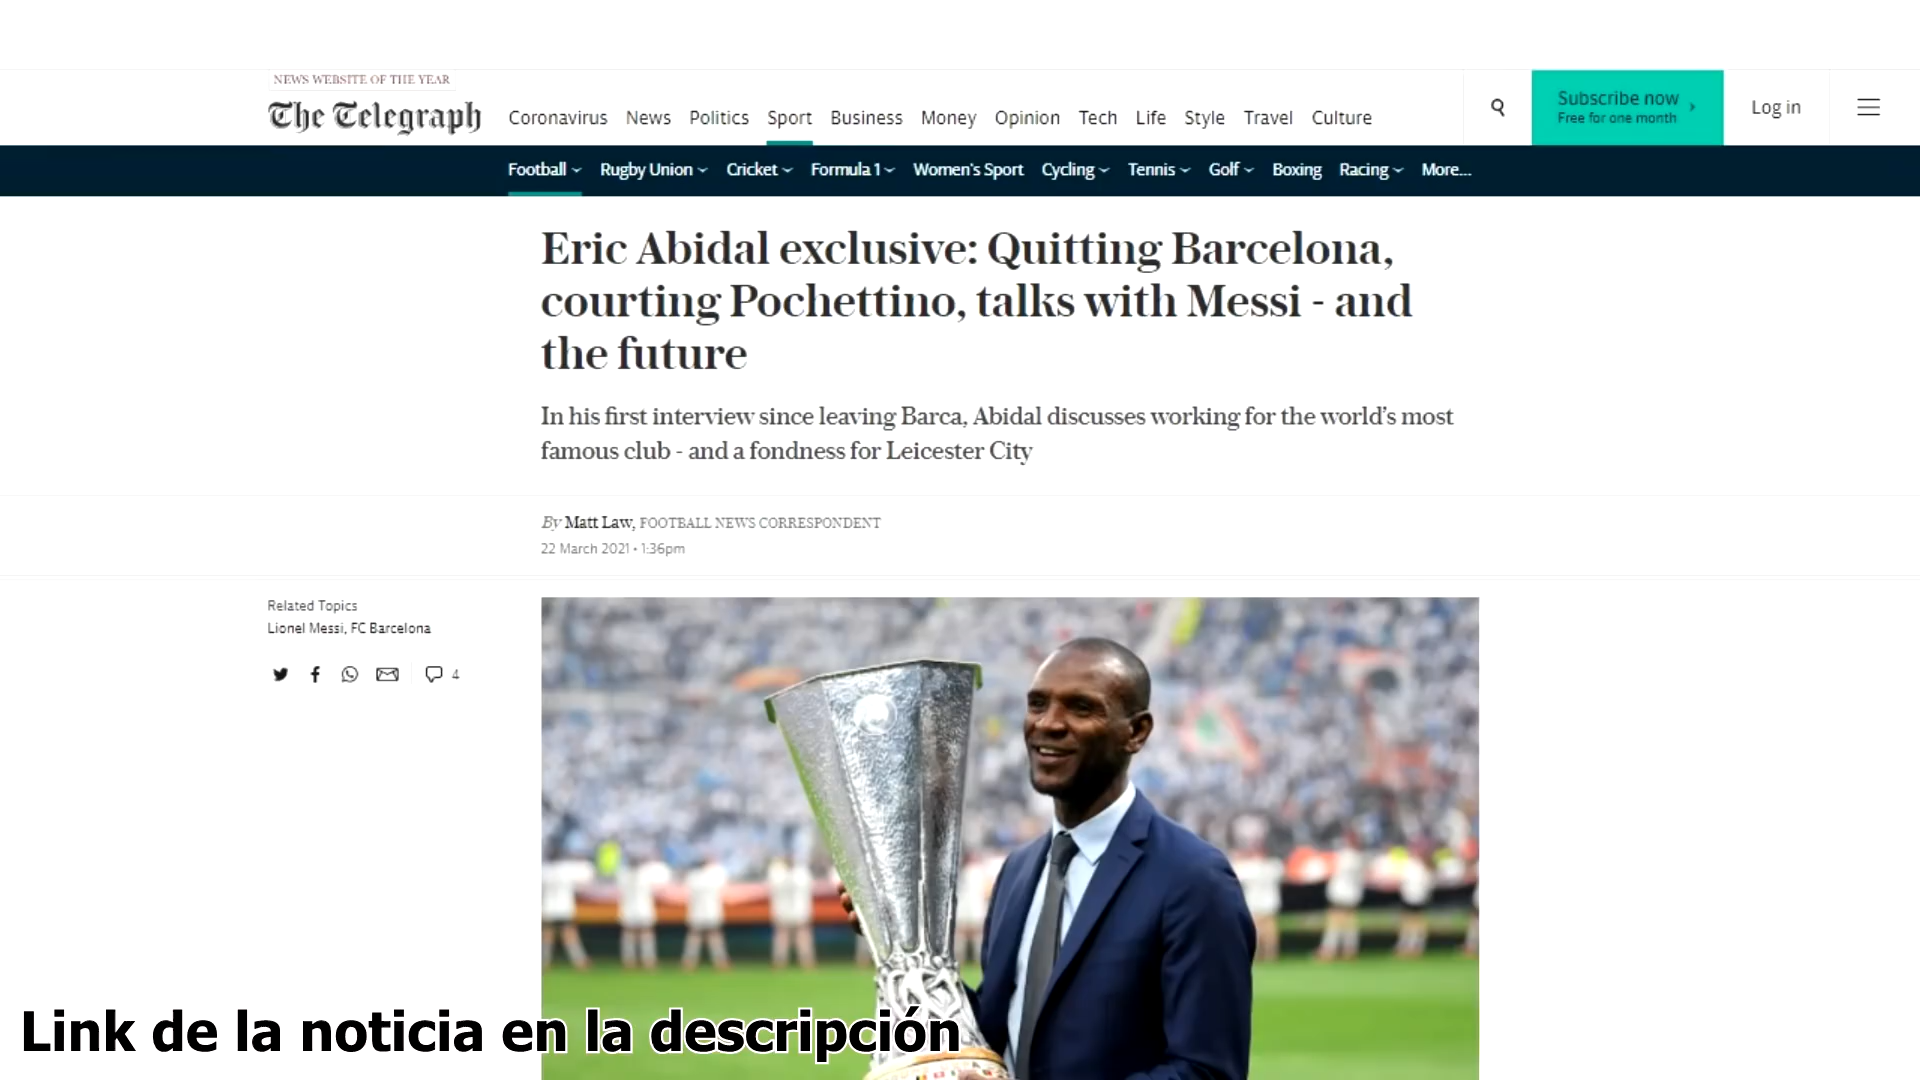 NEWS WEBSITE OF THE YEAR
The Telegraph
Coronavirus News Politics Sport Business Money Opinion Tech Life Style Travel Culture
Subscribe now
Free for one month
Log in
Football Rugby Union Cricket Formula 1 Women's Sport Cycling Tennis Golf Boxing Racing More...
Eric Abidal exclusive: Quitting Barcelona,
courting Pochettino, talks with Messi - and
the future
In his first interview since leaving Barca, Abidal discusses working for the world's most
famous club - and a fondness for Leicester City
By Matt Law, FOOTBALL NEWS CORRESPONDENT
22 March 2021 • 1:36pm
Related Topics
Lionel Messi, FC Barcelona
4
Link de la noticia en la descripción